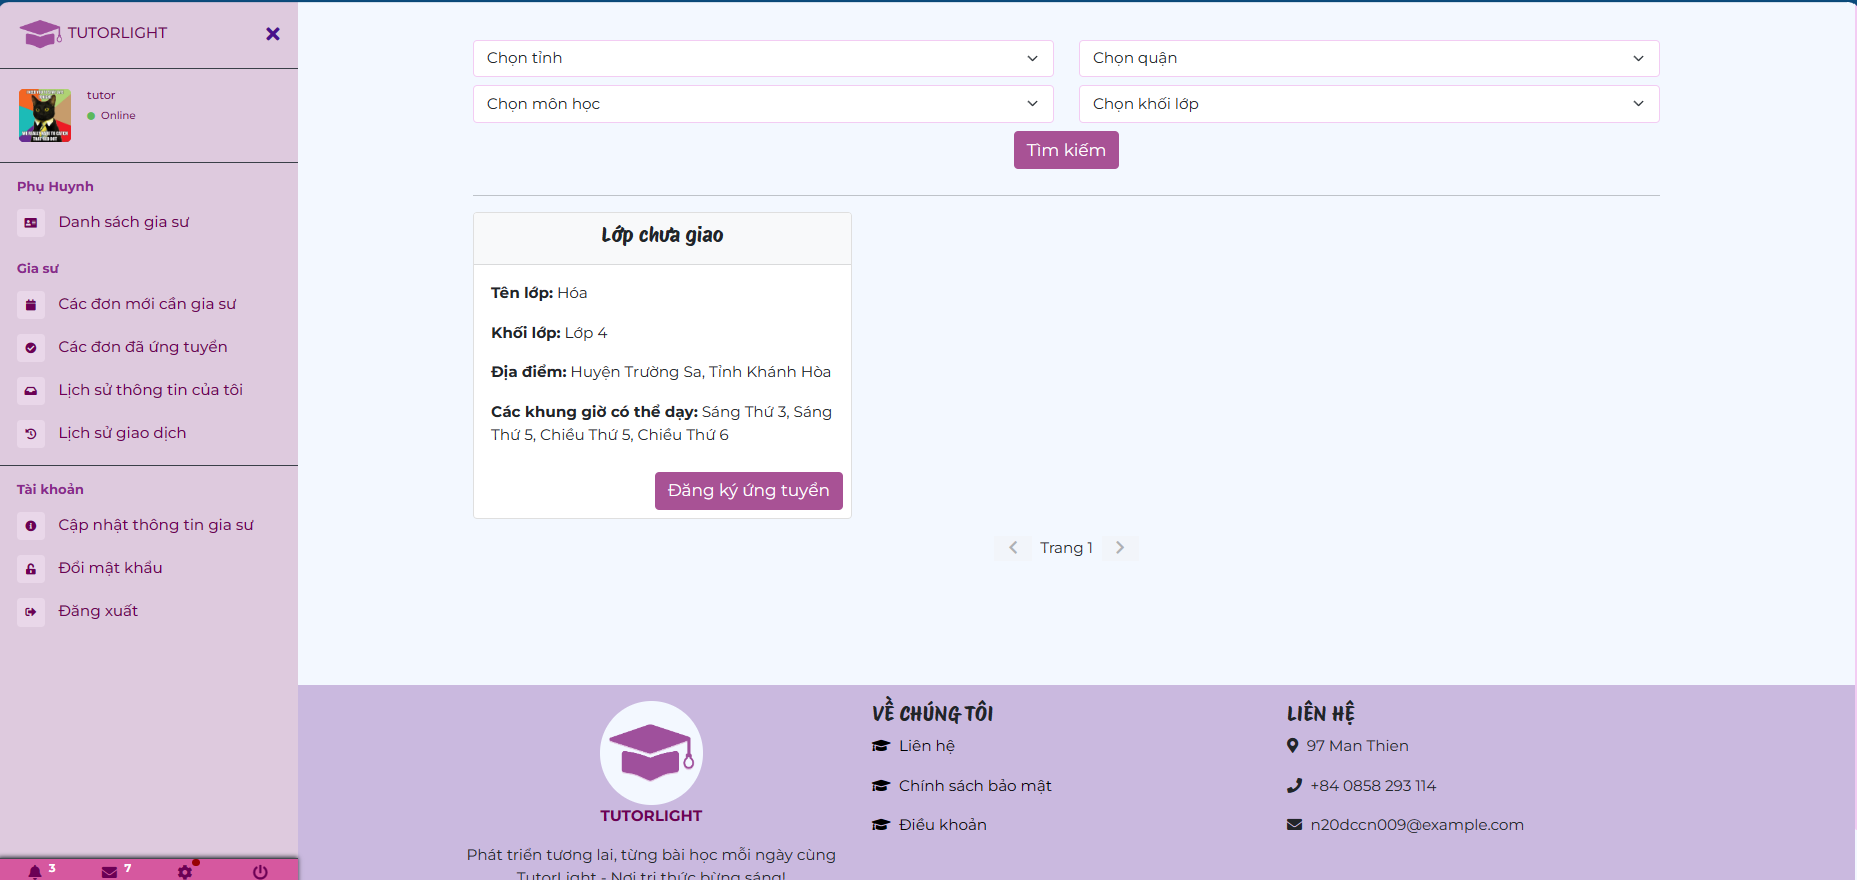 TUTORLIGHT
tutor
Online
Phụ Huynh
Danh sách gia sư
Gia sư
Các đơn mới cần gia sư
Các đơn đã ứng tuyển
Lịch sử thông tin của tôi
Lịch sử giao dịch
Tài khoản
Cập nhật thông tin gia sư
Đổi mật khẩu
Đăng xuất
3
7
Chọn tỉnh
Chọn quận
Chọn môn học
Chọn khối lớp
Tìm kiếm
Lớp chưa giao
Tên lớp: Hóa
Khối lớp: Lớp 4
Địa điểm: Huyện Trường Sa, Tỉnh Khánh Hòa
Các khung giờ có thể dạy: Sáng Thứ 3, Sáng
Thứ 5, Chiều Thứ 5, Chiều Thứ 6
Đăng ký ứng tuyển
Trang 1
TUTORLIGHT
Phát triển tương lai, từng bài học mỗi ngày cùng
TutorLight - Nơi tri thức bừng sáng!
VỀ CHÚNG TÔI
Liên hệ
Chính sách bảo mật
Điều khoản
LIÊN HỆ
97 Man Thien
+84 0858 293 114
n20dccn009@example.com